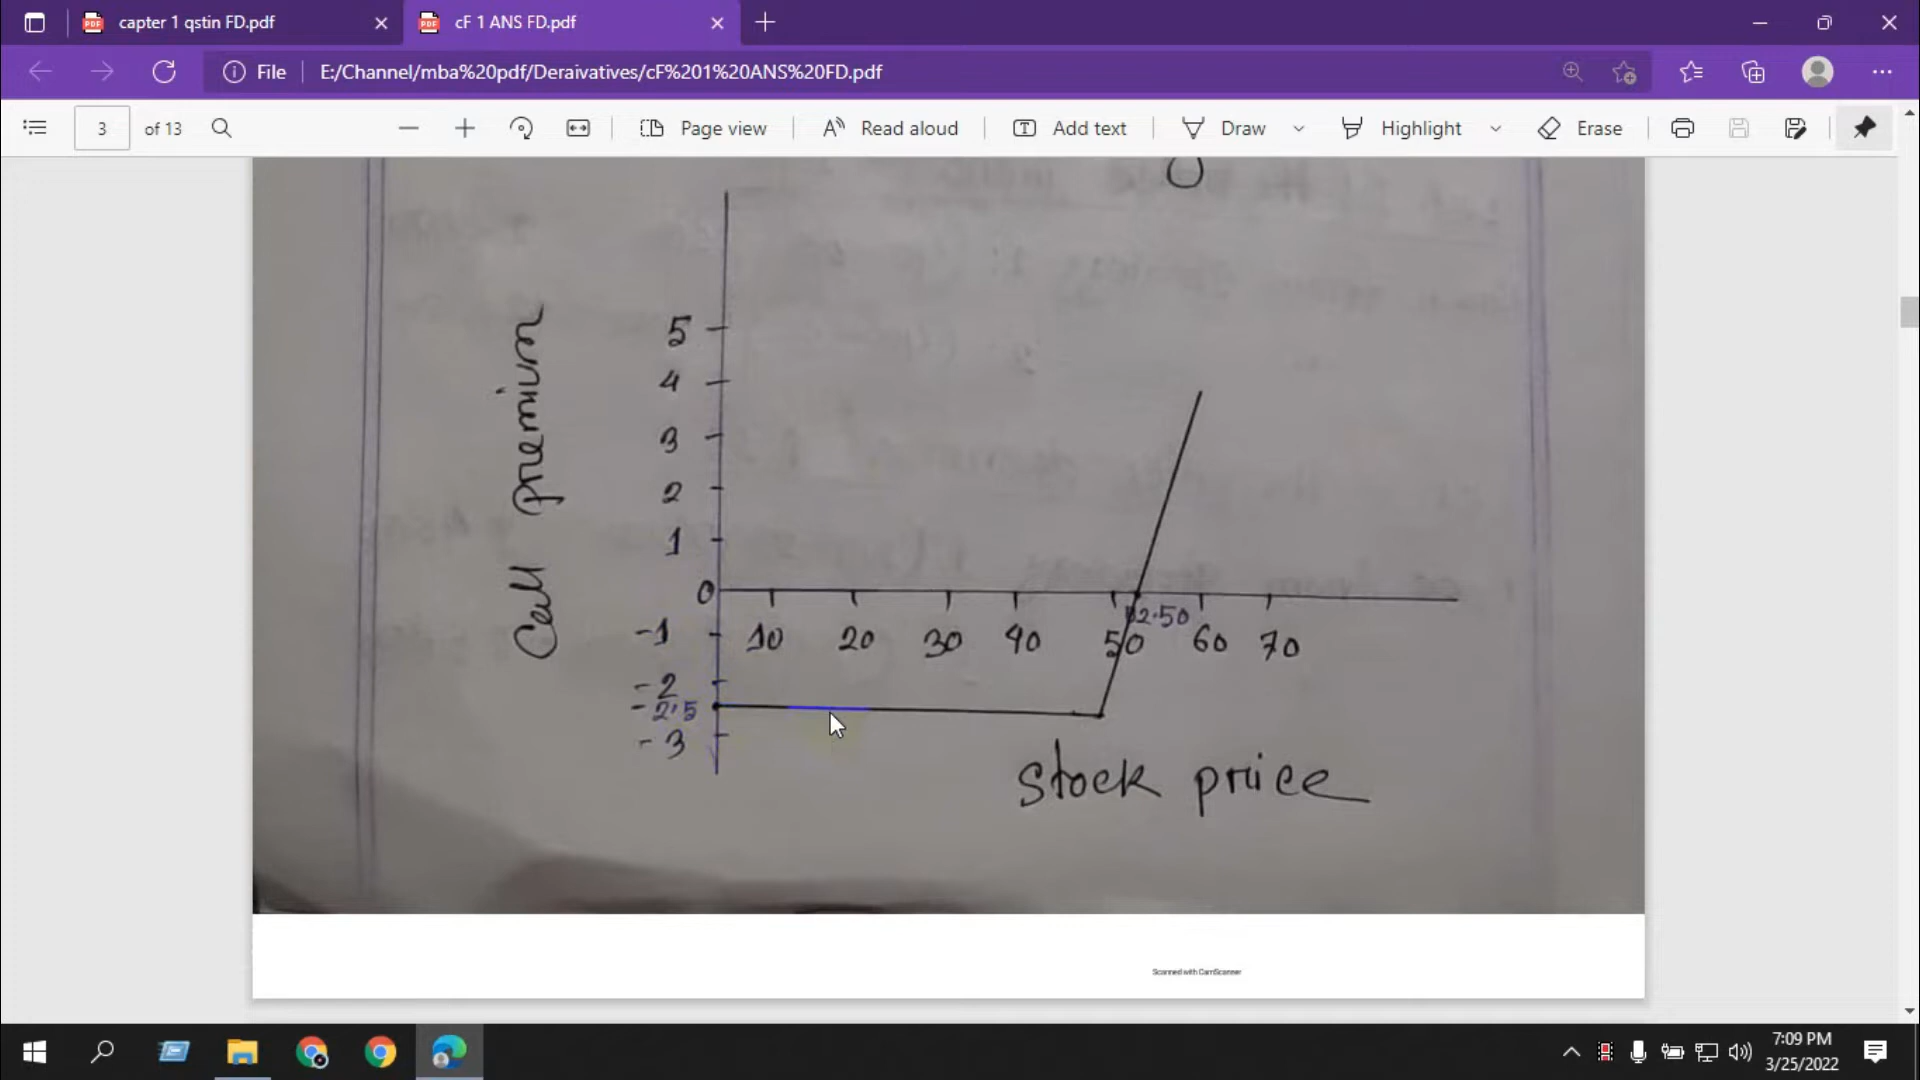 capter 1 qstin FD.pdf
cF 1 ANS FD.pdf
File
E:/Channel/mba%20pdf/Deraivatives/cF%201%20ANS%20FD.pdf
3 of 13
Page view
Read aloud
Add text
Draw
Highlight
Erase
Call premium
5
4
3
2
1
0
-1
-2
-2.5
-3
10 20 30 40 50 52.50 60 70
stock price
Scanned with CamScanner
7:09 PM
3/25/2022